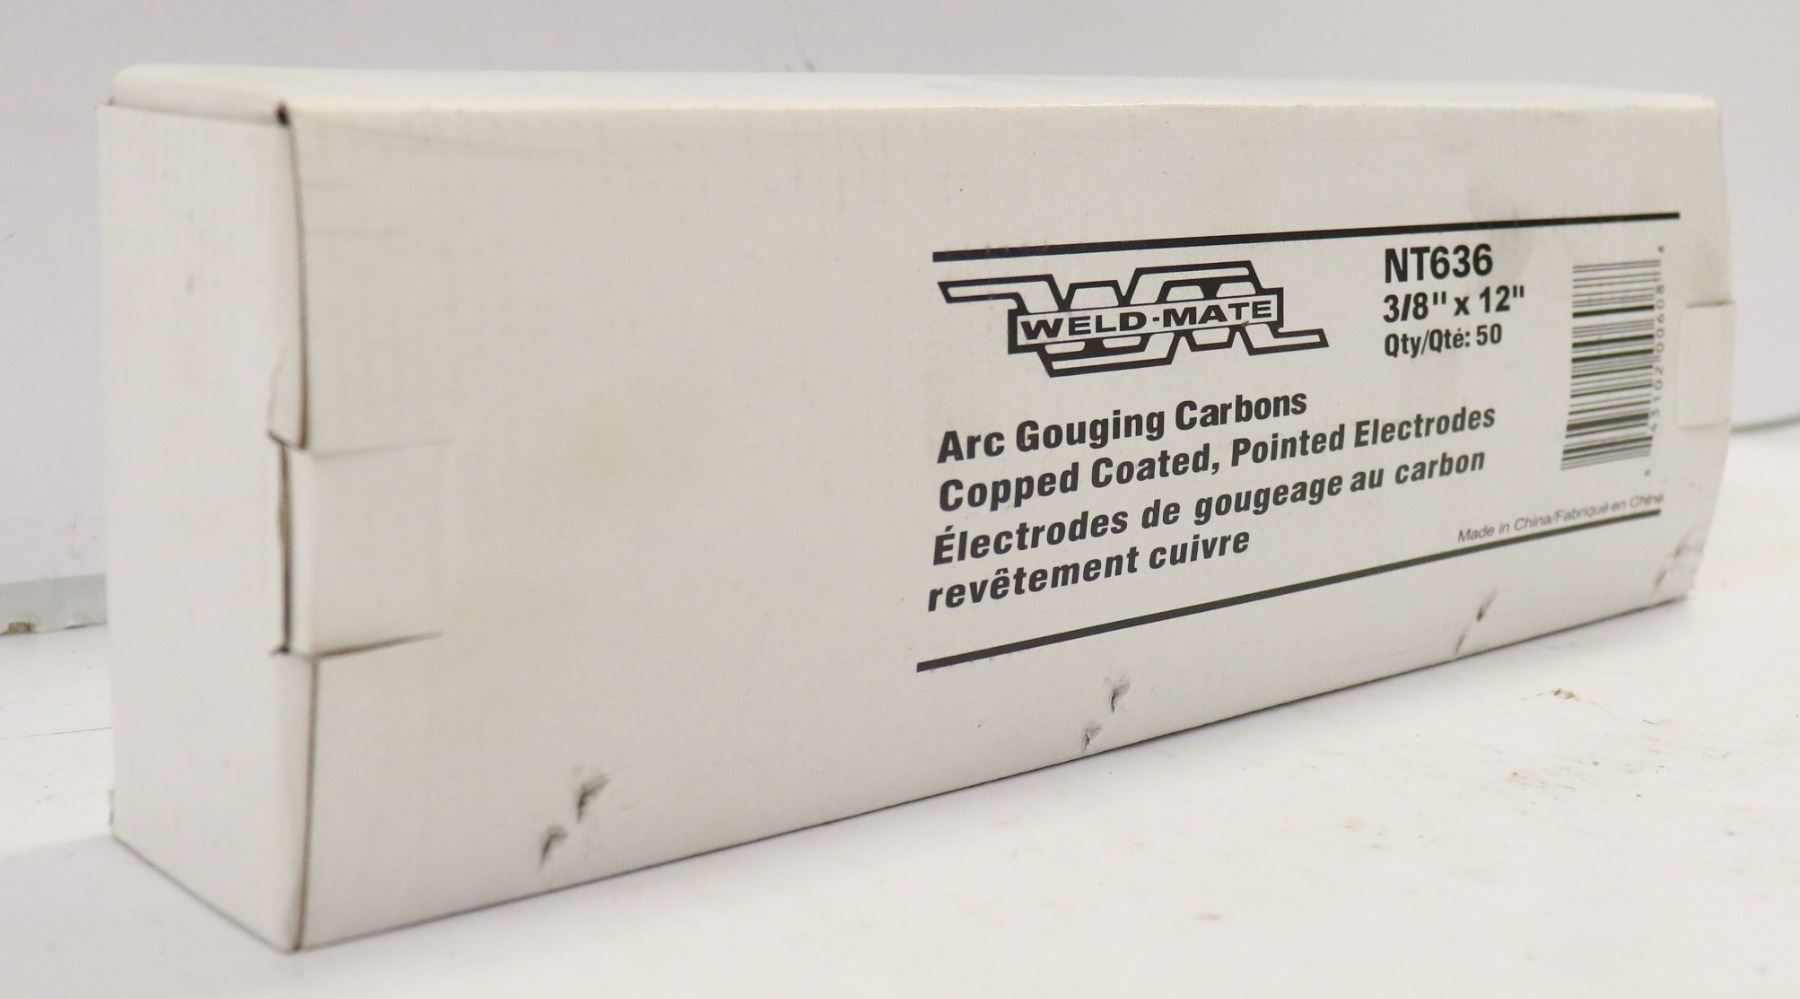 WELD-MATE
NT636
3/8" x 12"
Qty/Qté: 50
Arc Gouging Carbons
Copped Coated, Pointed Electrodes
Électrodes de gougeage au carbon
revêtement cuivre
Made in China/Fabriqué en Chine